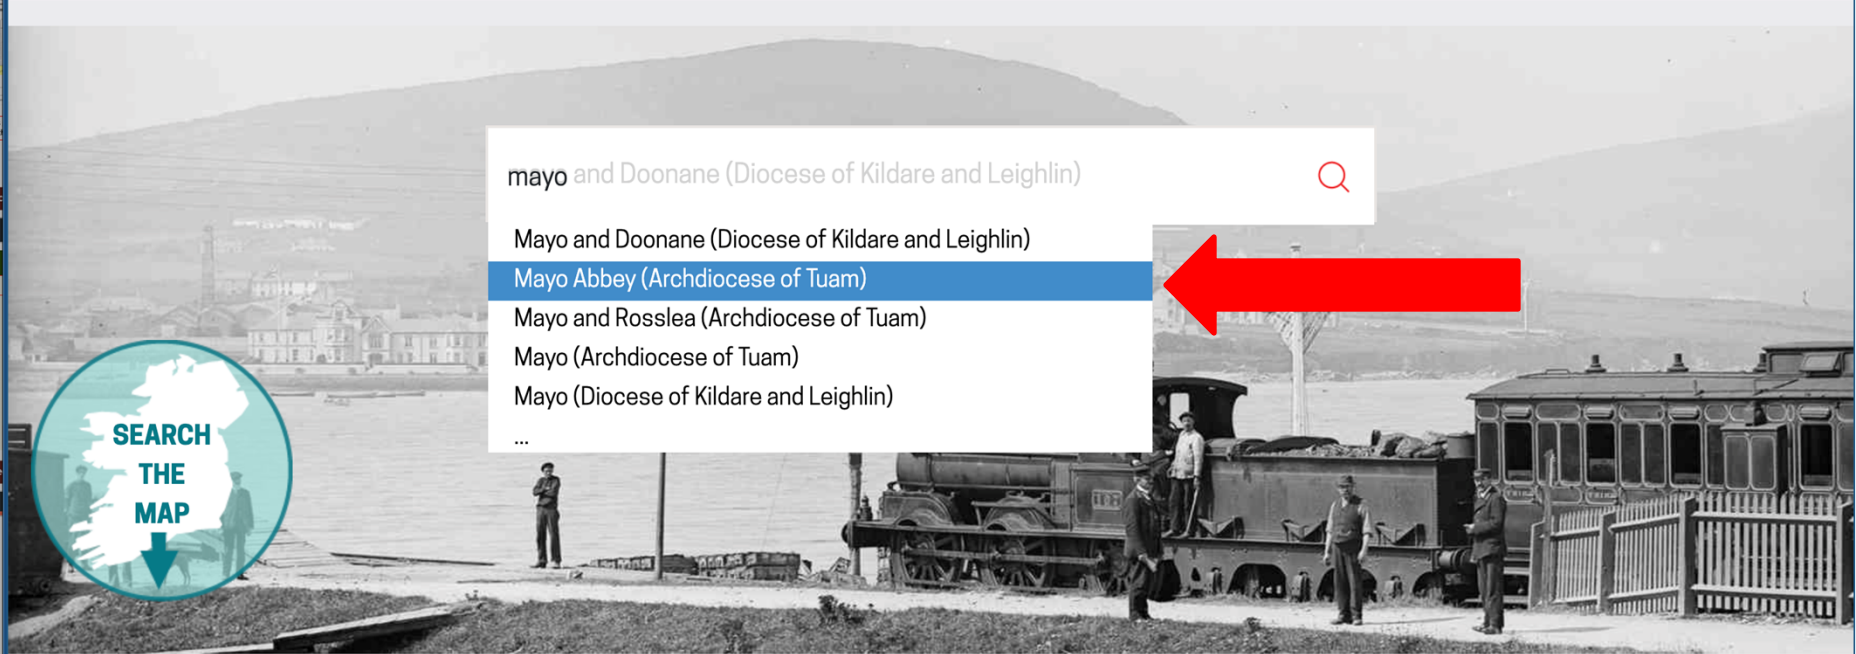 mayo and Doonane (Diocese of Kildare and Leighlin)
Mayo and Doonane (Diocese of Kildare and Leighlin)
Mayo Abbey (Archdiocese of Tuam)
Mayo and Rosslea (Archdiocese of Tuam)
Mayo (Archdiocese of Tuam)
Mayo (Diocese of Kildare and Leighlin)
...
SEARCH
THE
MAP